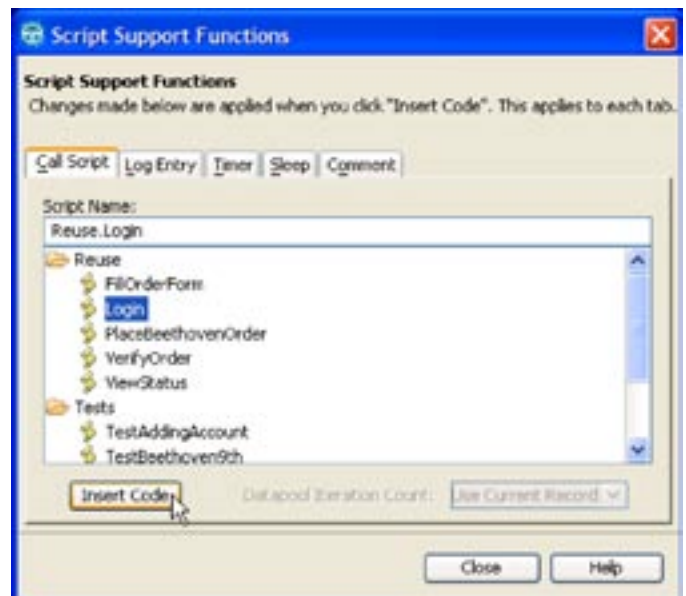 Script Support Functions
Script Support Functions
Changes made below are applied when you click "Insert Code". This applies to each tab.
Call Script Log Entry Timer Sleep Comment
Script Name:
Reuse.Login
Reuse
FillOrderForm
Login
PlaceBeethovenOrder
VerifyOrder
ViewStatus
Tests
TestAddingAccount
TestBeethoven9th
Insert Code Datapool Iteration Count: Use Current Record
Close Help